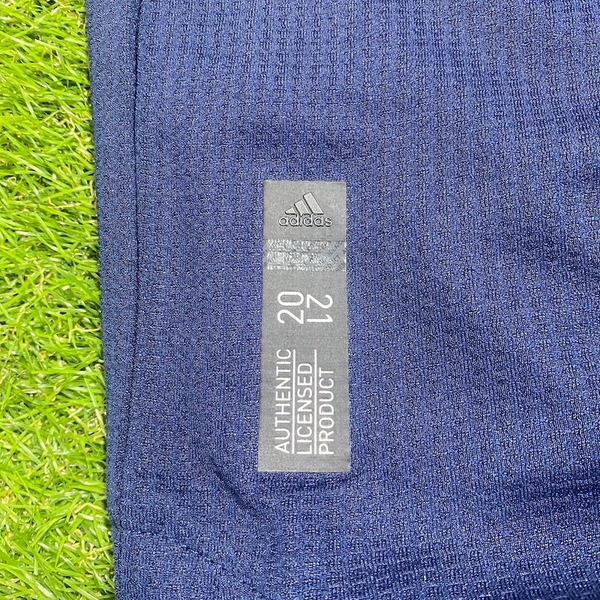 adidas
20
21
AUTHENTIC
LICENSED
PRODUCT